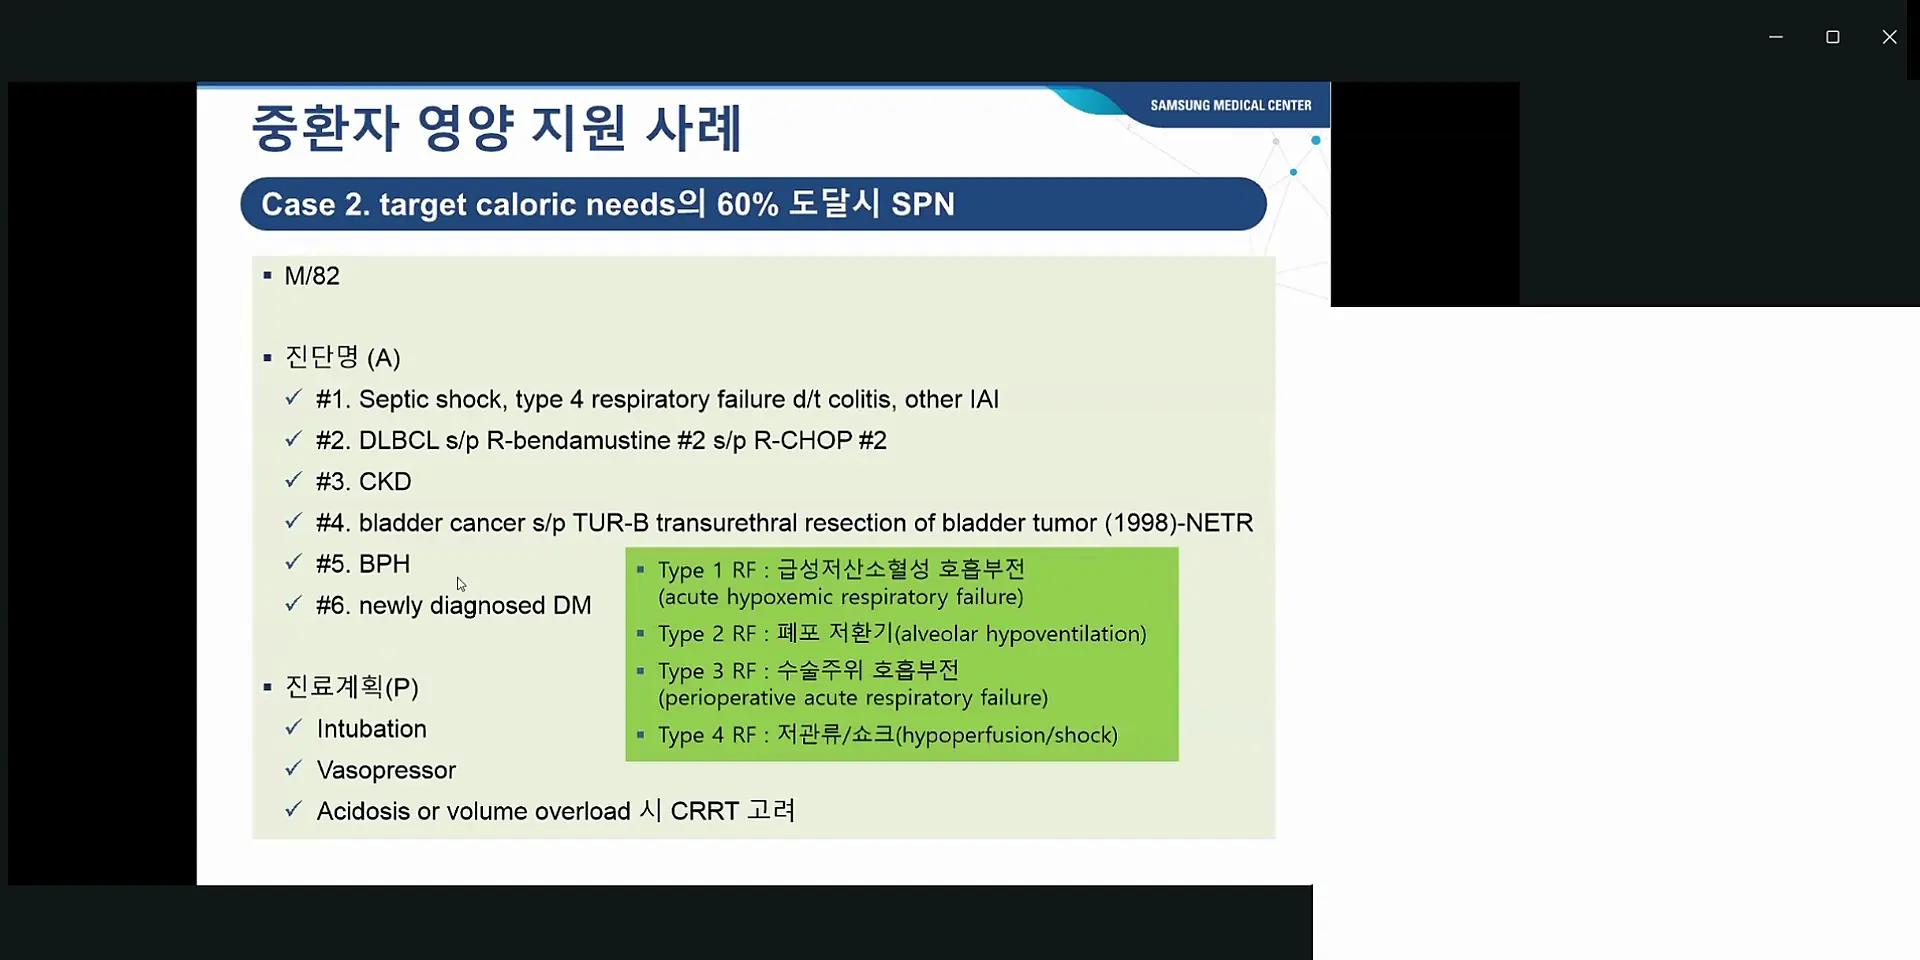 SAMSUNG MEDICAL CENTER
중환자 영양 지원 사례
Case 2. target caloric needs의 60% 도달시 SPN
▪ M/82
▪ 진단명 (A)
✓ #1. Septic shock, type 4 respiratory failure d/t colitis, other IAI
✓ #2. DLBCL s/p R-bendamustine #2 s/p R-CHOP #2
✓ #3. CKD
✓ #4. bladder cancer s/p TUR-B transurethral resection of bladder tumor (1998)-NETR
✓ #5. BPH
✓ #6. newly diagnosed DM
▪ Type 1 RF : 급성저산소혈성 호흡부전
(acute hypoxemic respiratory failure)
▪ Type 2 RF : 폐포 저환기(alveolar hypoventilation)
▪ Type 3 RF : 수술주위 호흡부전
(perioperative acute respiratory failure)
▪ Type 4 RF : 저관류/쇼크(hypoperfusion/shock)
▪ 진료계획(P)
✓ Intubation
✓ Vasopressor
✓ Acidosis or volume overload 시 CRRT 고려